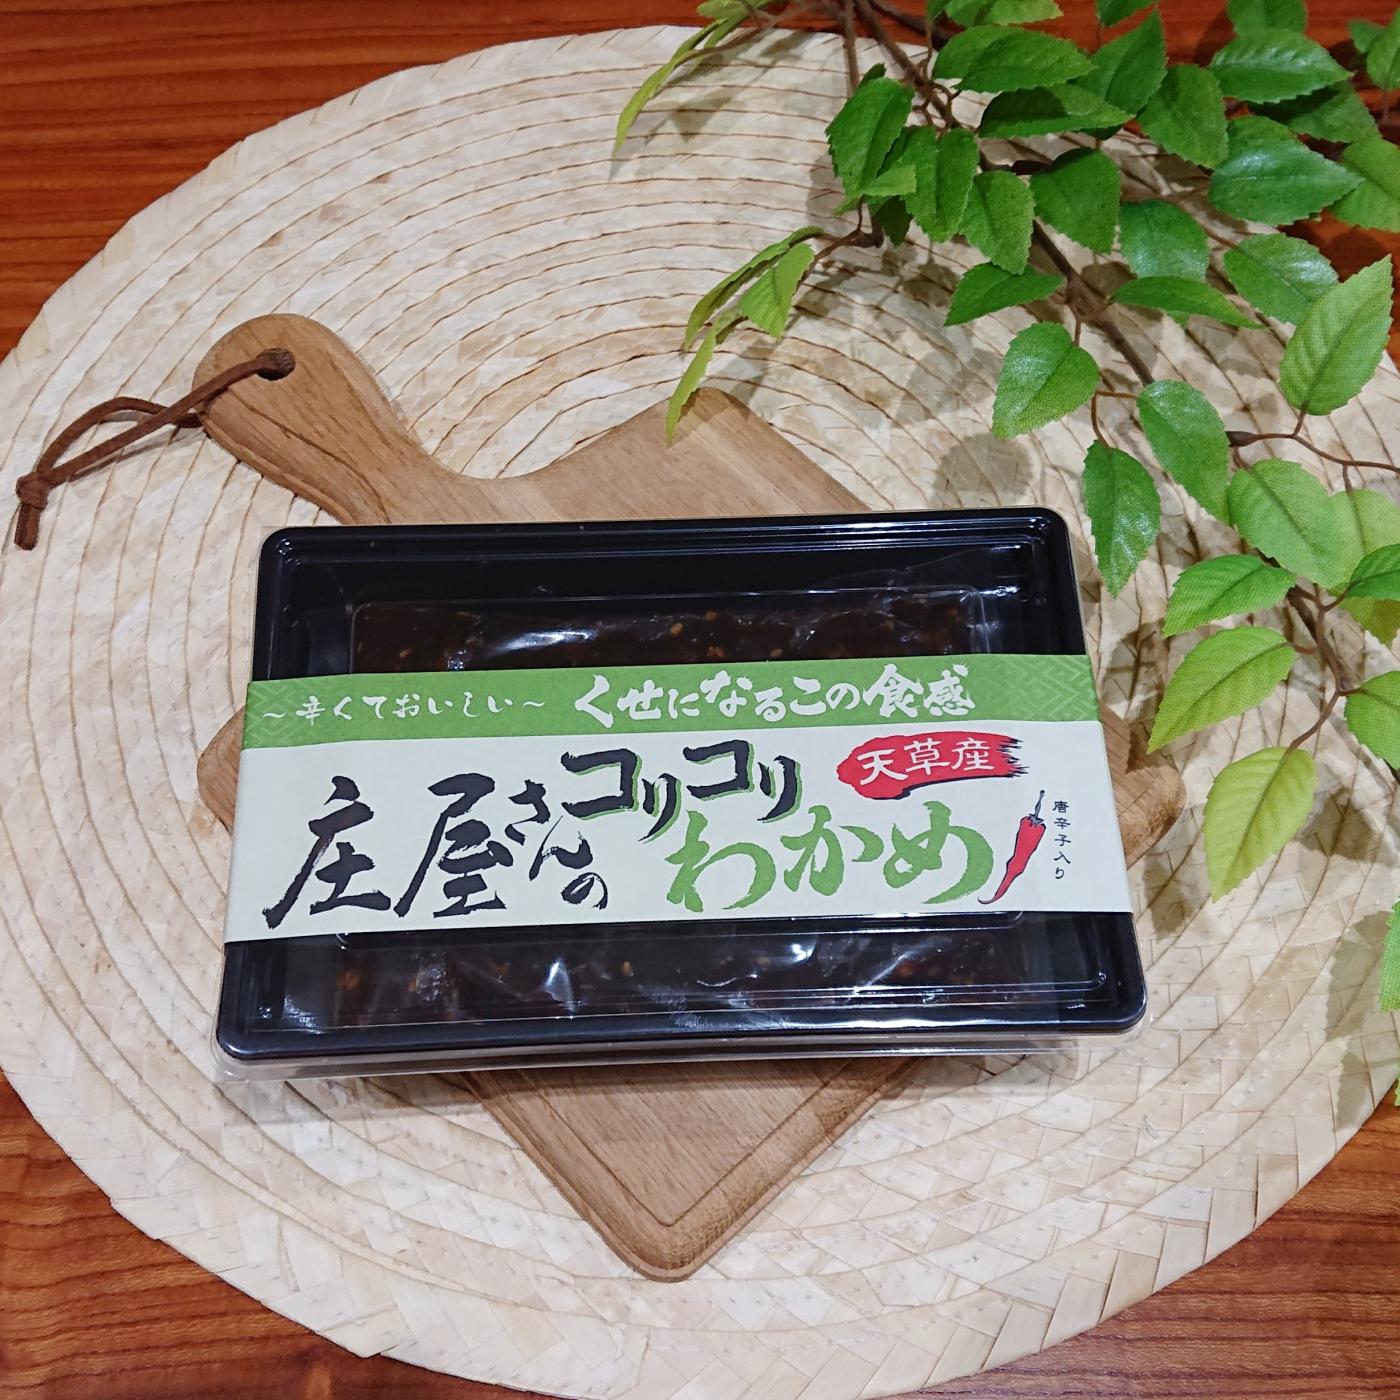 ～辛くておいしい～ くせになるこの食感
庄屋さんの
コリコリ
わかめ
天草産
唐辛子入り